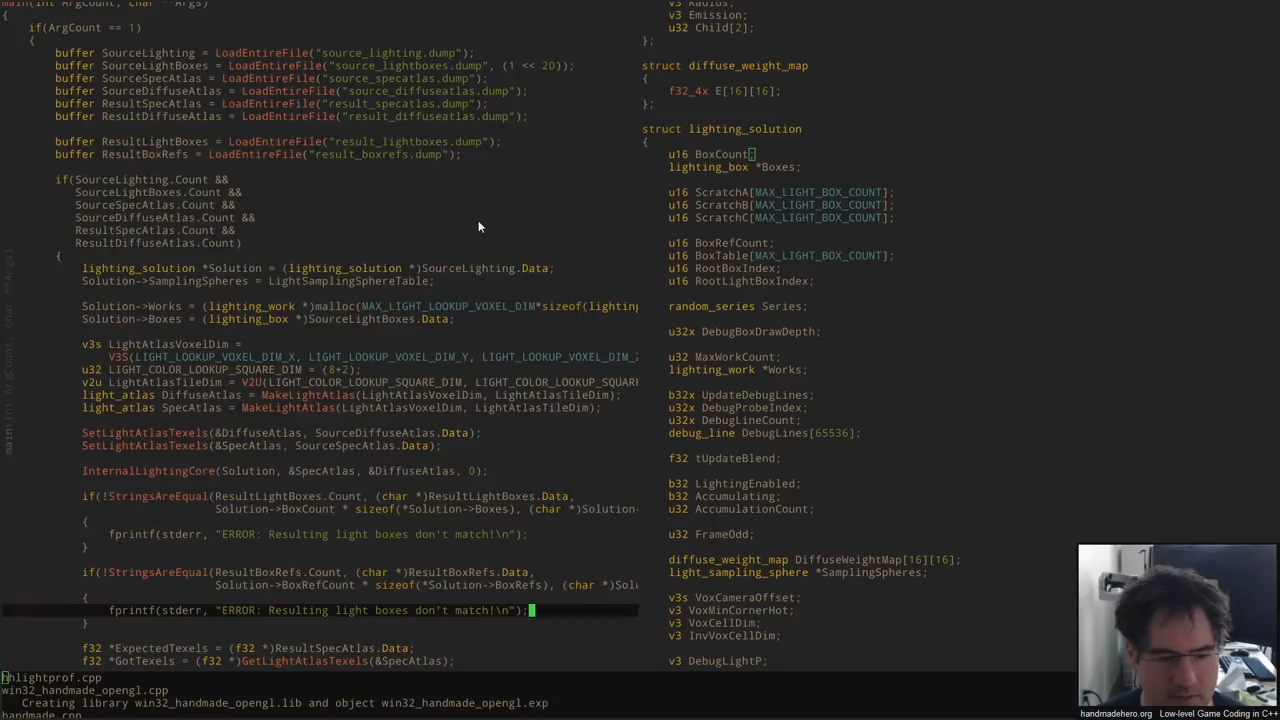 main(int ArgCount, char **Args)
{
if(ArgCount == 1)
{
buffer SourceLighting = LoadEntireFile("source_lighting.dump");
buffer SourceLightBoxes = LoadEntireFile("source_lightboxes.dump", (1 << 20));
buffer SourceSpecAtlas = LoadEntireFile("source_specatlas.dump");
buffer SourceDiffuseAtlas = LoadEntireFile("source_diffuseatlas.dump");
buffer ResultSpecAtlas = LoadEntireFile("result_specatlas.dump");
buffer ResultDiffuseAtlas = LoadEntireFile("result_diffuseatlas.dump");
buffer ResultLightBoxes = LoadEntireFile("result_lightboxes.dump");
buffer ResultBoxRefs = LoadEntireFile("result_boxrefs.dump");
if(SourceLighting.Count &&
SourceLightBoxes.Count &&
SourceSpecAtlas.Count &&
SourceDiffuseAtlas.Count &&
ResultSpecAtlas.Count &&
ResultDiffuseAtlas.Count)
{
lighting_solution *Solution = (lighting_solution *)SourceLighting.Data;
Solution->SamplingSpheres = LightSamplingSphereTable;
Solution->Works = (lighting_work *)malloc(MAX_LIGHT_LOOKUP_VOXEL_DIM*sizeof(lighting
Solution->Boxes = (lighting_box *)SourceLightBoxes.Data;
v3s LightAtlasVoxelDim =
V3S(LIGHT_LOOKUP_VOXEL_DIM_X, LIGHT_LOOKUP_VOXEL_DIM_Y, LIGHT_LOOKUP_VOXEL_DIM_
u32 LIGHT_COLOR_LOOKUP_SQUARE_DIM = (8+2);
v2u LightAtlasTileDim = V2U(LIGHT_COLOR_LOOKUP_SQUARE_DIM, LIGHT_COLOR_LOOKUP_SQUAR
light_atlas DiffuseAtlas = MakeLightAtlas(LightAtlasVoxelDim, LightAtlasTileDim);
light_atlas SpecAtlas = MakeLightAtlas(LightAtlasVoxelDim, LightAtlasTileDim);
SetLightAtlasTexels(&DiffuseAtlas, SourceDiffuseAtlas.Data);
SetLightAtlasTexels(&SpecAtlas, SourceSpecAtlas.Data);
InternalLightingCore(Solution, &SpecAtlas, &DiffuseAtlas, 0);
if(!StringsAreEqual(ResultLightBoxes.Count, (char *)ResultLightBoxes.Data,
Solution->BoxCount * sizeof(*Solution->Boxes), (char *)Solution-
{
fprintf(stderr, "ERROR: Resulting light boxes don't match!\n");
}
if(!StringsAreEqual(ResultBoxRefs.Count, (char *)ResultBoxRefs.Data,
Solution->BoxRefCount * sizeof(*Solution->BoxRefs), (char *)Solu
{
fprintf(stderr, "ERROR: Resulting light boxes don't match!\n");
}
f32 *ExpectedTexels = (f32 *)ResultSpecAtlas.Data;
f32 *GotTexels = (f32 *)GetLightAtlasTexels(&SpecAtlas);
main(int ArgCount, char **Args)
v3 Radius;
v3 Emission;
u32 Child[2];
};
struct diffuse_weight_map
{
f32_4x E[16][16];
};
struct lighting_solution
{
u16 BoxCount;
lighting_box *Boxes;
u16 ScratchA[MAX_LIGHT_BOX_COUNT];
u16 ScratchB[MAX_LIGHT_BOX_COUNT];
u16 ScratchC[MAX_LIGHT_BOX_COUNT];
u16 BoxRefCount;
u16 BoxTable[MAX_LIGHT_BOX_COUNT];
u16 RootBoxIndex;
u16 RootLightBoxIndex;
random_series Series;
u32x DebugBoxDrawDepth;
u32 MaxWorkCount;
lighting_work *Works;
b32x UpdateDebugLines;
u32x DebugProbeIndex;
u32x DebugLineCount;
debug_line DebugLines[65536];
f32 tUpdateBlend;
b32 LightingEnabled;
b32 Accumulating;
u32 AccumulationCount;
u32 FrameOdd;
diffuse_weight_map DiffuseWeightMap[16][16];
light_sampling_sphere *SamplingSpheres;
v3s VoxCameraOffset;
v3 VoxMinCornerHot;
v3 VoxCellDim;
v3 InvVoxCellDim;
v3 DebugLightP;
hhlightprof.cpp
win32_handmade_opengl.cpp
Creating library win32_handmade_opengl.lib and object win32_handmade_opengl.exp
handmade.cpp
handmadehero.org Low-level Game Coding in C++